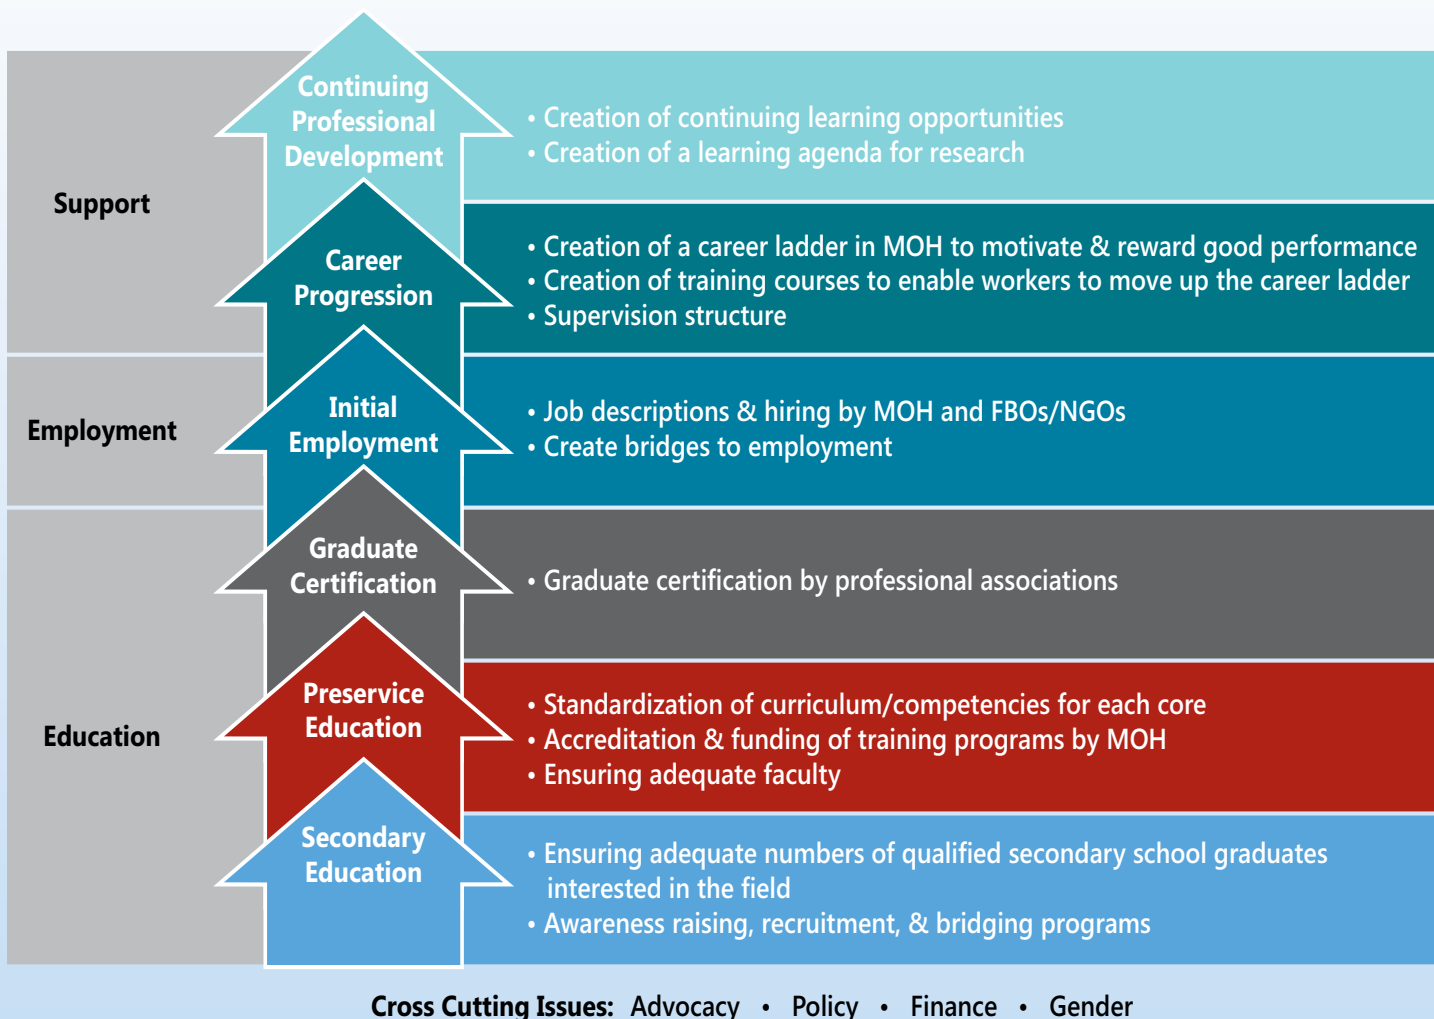 Continuing
Professional
Development
• Creation of continuing learning opportunities
• Creation of a learning agenda for research
Support
Career
Progression
• Creation of a career ladder in MOH to motivate & reward good performance
• Creation of training courses to enable workers to move up the career ladder
• Supervision structure
Employment
Initial
Employment
• Job descriptions & hiring by MOH and FBOs/NGOs
• Create bridges to employment
Graduate
Certification
• Graduate certification by professional associations
Education
Preservice
Education
• Standardization of curriculum/competencies for each core
• Accreditation & funding of training programs by MOH
• Ensuring adequate faculty
Secondary
Education
• Ensuring adequate numbers of qualified secondary school graduates
interested in the field
• Awareness raising, recruitment, & bridging programs
Cross Cutting Issues: Advocacy • Policy • Finance • Gender